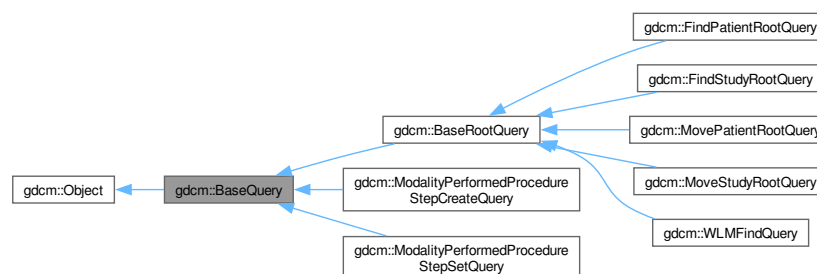 gdcm::FindPatientRootQuery
gdcm::FindStudyRootQuery
gdcm::BaseRootQuery
gdcm::MovePatientRootQuery
gdcm::Object
gdcm::BaseQuery
gdcm::ModalityPerformedProcedure
StepCreateQuery
gdcm::MoveStudyRootQuery
gdcm::WLMFindQuery
gdcm::ModalityPerformedProcedure
StepSetQuery